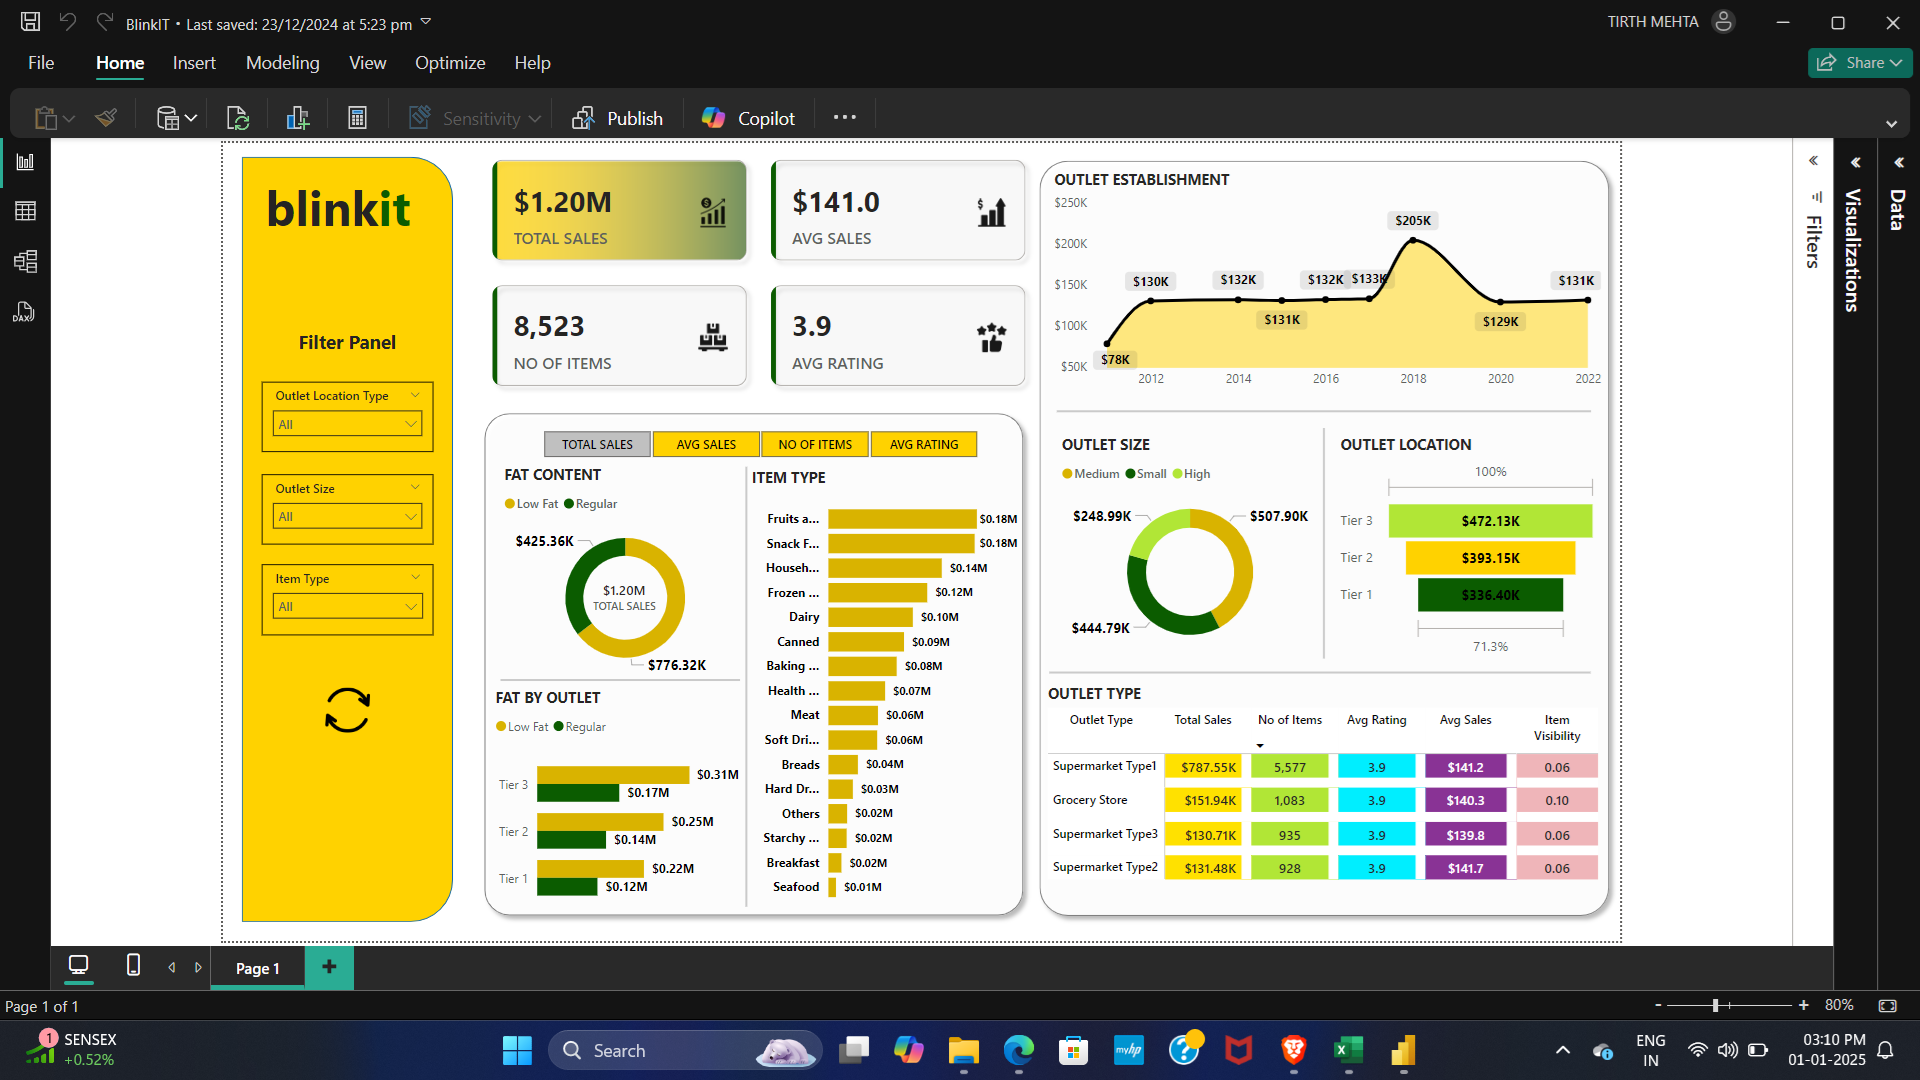 BlinkIT • Last saved: 23/12/2024 at 5:23 pm
TIRTH MEHTA
File
Home
Insert
Modeling
View
Optimize
Help
Share
Sensitivity
Publish
Copilot
DAX
blinkit
Filter Panel
Outlet Location Type
All
Outlet Size
All
Item Type
All
$1.20M
TOTAL SALES
$141.0
AVG SALES
8,523
NO OF ITEMS
3.9
AVG RATING
TOTAL SALES
AVG SALES
NO OF ITEMS
AVG RATING
FAT CONTENT
Low Fat
Regular
$425.36K
$1.20M
TOTAL SALES
$776.32K
FAT BY OUTLET
Low Fat
Regular
Tier 3
$0.31M
$0.17M
Tier 2
$0.25M
$0.14M
Tier 1
$0.22M
$0.12M
ITEM TYPE
Fruits a... $0.18M
Snack F... $0.18M
Househ... $0.14M
Frozen ... $0.12M
Dairy $0.10M
Canned $0.09M
Baking ... $0.08M
Health ... $0.07M
Meat $0.06M
Soft Dri... $0.06M
Breads $0.04M
Hard Dr... $0.03M
Others $0.02M
Starchy ... $0.02M
Breakfast $0.02M
Seafood $0.01M
OUTLET ESTABLISHMENT
$250K
$200K
$150K
$100K
$50K
$78K
$130K
$132K
$131K
$132K
$133K
$205K
$129K
$131K
2012
2014
2016
2018
2020
2022
OUTLET SIZE
Medium
Small
High
$248.99K
$507.90K
$444.79K
OUTLET LOCATION
100%
Tier 3 $472.13K
Tier 2 $393.15K
Tier 1 $336.40K
71.3%
OUTLET TYPE
Outlet Type Total Sales No of Items Avg Rating Avg Sales Item Visibility
Supermarket Type1 $787.55K 5,577 3.9 $141.2 0.06
Grocery Store $151.94K 1,083 3.9 $140.3 0.10
Supermarket Type3 $130.71K 935 3.9 $139.8 0.06
Supermarket Type2 $131.48K 928 3.9 $141.7 0.06
Filters
Visualizations
Data
Page 1
Page 1 of 1
- + 80%
1
SENSEX
+0.52%
Search
myhp
ENG
IN
03:10 PM
01-01-2025